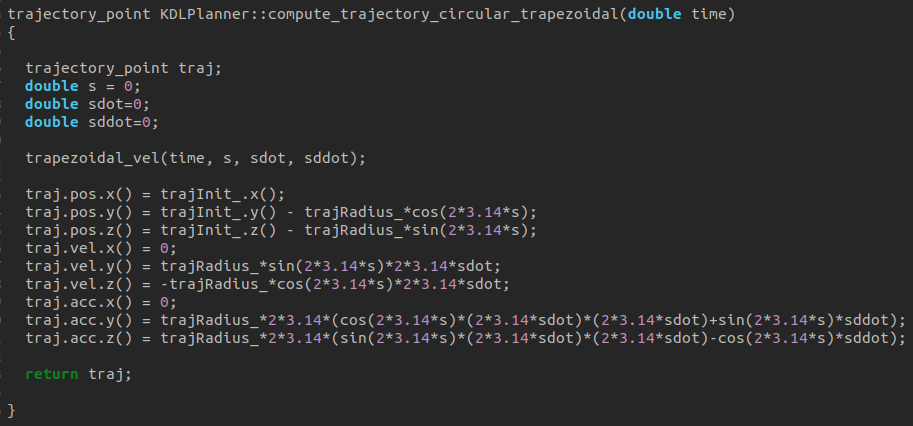 trajectory_point KDLPlanner::compute_trajectory_circular_trapezoidal(double time)
{
trajectory_point traj;
double s = 0;
double sdot=0;
double sddot=0;
trapezoidal_vel(time, s, sdot, sddot);
traj.pos.x() = trajInit_.x();
traj.pos.y() = trajInit_.y() - trajRadius_*cos(2*3.14*s);
traj.pos.z() = trajInit_.z() - trajRadius_*sin(2*3.14*s);
traj.vel.x() = 0;
traj.vel.y() = trajRadius_*sin(2*3.14*s)*2*3.14*sdot;
traj.vel.z() = -trajRadius_*cos(2*3.14*s)*2*3.14*sdot;
traj.acc.x() = 0;
traj.acc.y() = trajRadius_*2*3.14*(cos(2*3.14*s)*(2*3.14*sdot)*(2*3.14*sdot)+sin(2*3.14*s)*sddot);
traj.acc.z() = trajRadius_*2*3.14*(sin(2*3.14*s)*(2*3.14*sdot)*(2*3.14*sdot)-cos(2*3.14*s)*sddot);
return traj;
}